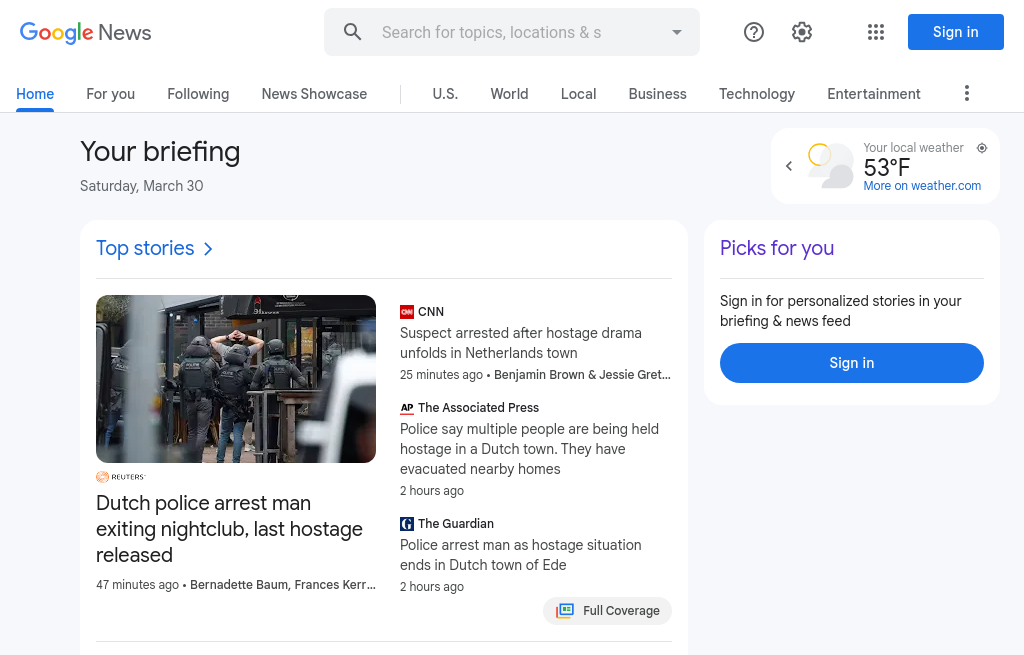 Google News
Search for topics, locations & s
Sign in
Home
For you
Following
News Showcase
U.S.
World
Local
Business
Technology
Entertainment
Your briefing
Saturday, March 30
Your local weather
53°F
More on weather.com
Top stories
REUTERS
Dutch police arrest man
exiting nightclub, last hostage
released
47 minutes ago • Bernadette Baum, Frances Kerr...
CNN
CNN
Suspect arrested after hostage drama
unfolds in Netherlands town
25 minutes ago • Benjamin Brown & Jessie Gret...
AP The Associated Press
Police say multiple people are being held
hostage in a Dutch town. They have
evacuated nearby homes
2 hours ago
G The Guardian
Police arrest man as hostage situation
ends in Dutch town of Ede
2 hours ago
Full Coverage
Picks for you
Sign in for personalized stories in your
briefing & news feed
Sign in